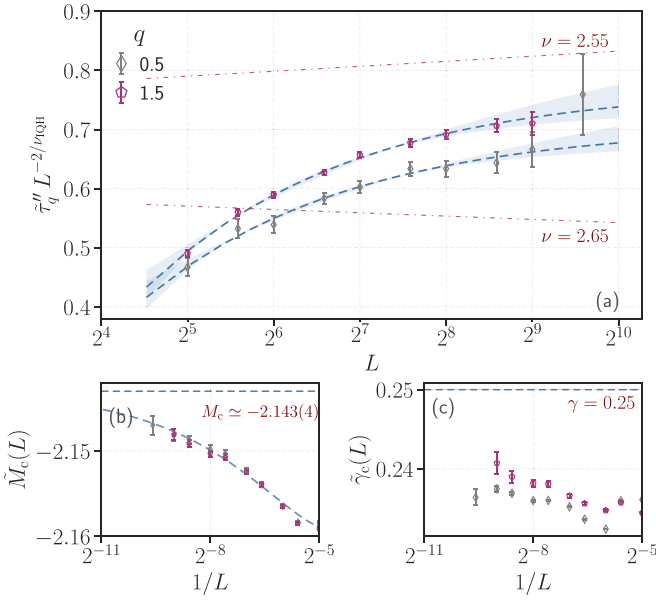 0.9
0.8
0.7
0.6
0.5
0.4
τ̃″_q L^{−2/ν_IQH}
q
0.5
1.5
ν = 2.55
ν = 2.65
(a)
2^4 2^5 2^6 2^7 2^8 2^9 2^10
L
(b)
M_c ≃ −2.143(4)
−2.15
−2.16
M̃_c(L)
2^−11 2^−8 2^−5
1/L
(c)
γ = 0.25
0.25
0.24
γ̃_c(L)
2^−11 2^−8 2^−5
1/L